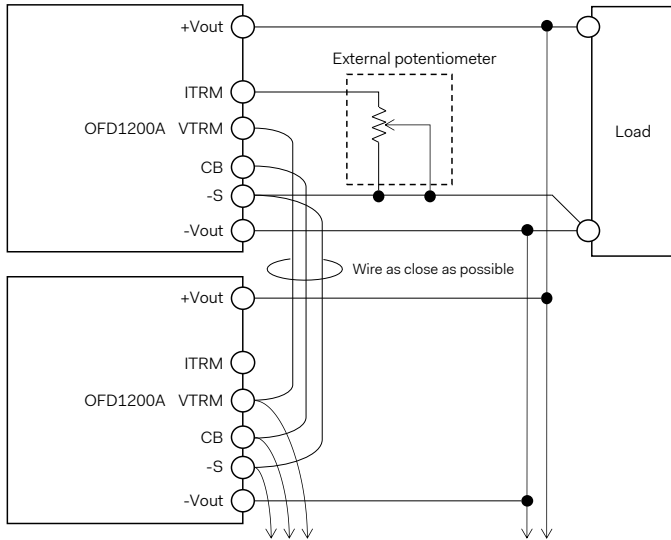 +Vout
External potentiometer
ITRM
OFD1200A VTRM
Load
CB
-S
-Vout
Wire as close as possible
+Vout
ITRM
OFD1200A VTRM
CB
-S
-Vout